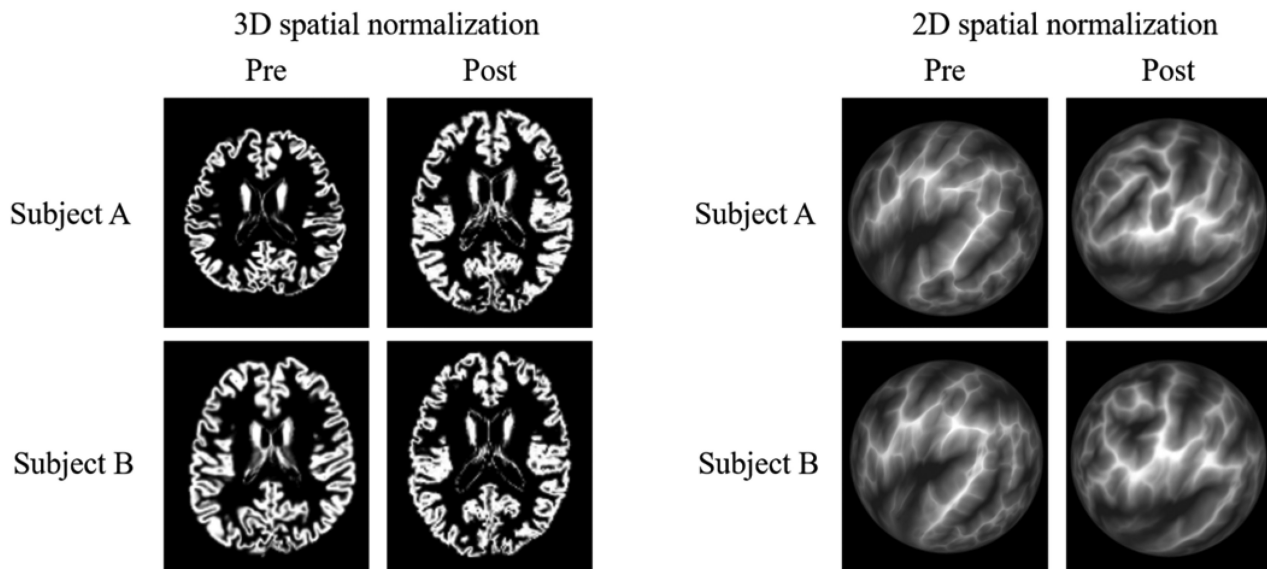 3D spatial normalization
Pre Post
Subject A
Subject B
2D spatial normalization
Pre Post
Subject A
Subject B